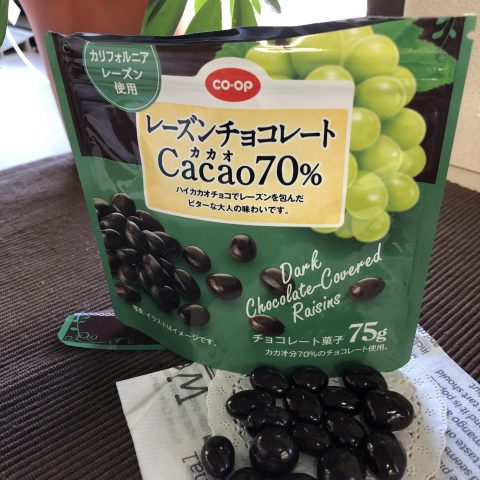 カリフォルニア
レーズン
使用
CO·OP
レーズンチョコレート
カカオ
Cacao70%
ハイカカオチョコでレーズンを包んだ
ビターな大人の味わいです。
Dark
Chocolate-Covered
Raisins
写真、イラストはイメージです。
チョコレート菓子 75g
カカオ分70%のチョコレート使用。